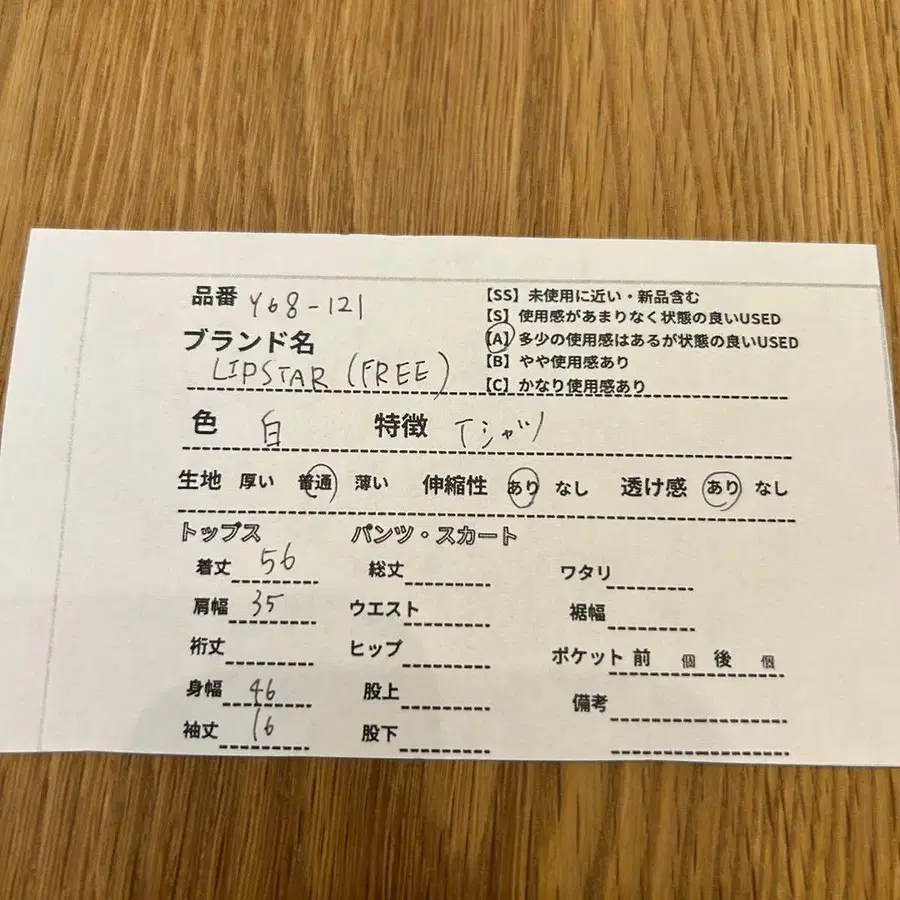 品番 Y68-121
ブランド名
LIPSTAR (FREE)
【SS】未使用に近い・新品含む
【S】使用感があまりなく状態の良いUSED
【A】多少の使用感はあるが状態の良いUSED
【B】やや使用感あり
【C】かなり使用感あり
色 白 特徴 Tシャツ
生地 厚い 普通 薄い 伸縮性 あり なし 透け感 あり なし
トップス パンツ・スカート
着丈 56 総丈 ワタリ
肩幅 35 ウエスト 裾幅
裄丈 ヒップ ポケット 前 個 後 個
身幅 46 股上 備考
袖丈 16 股下